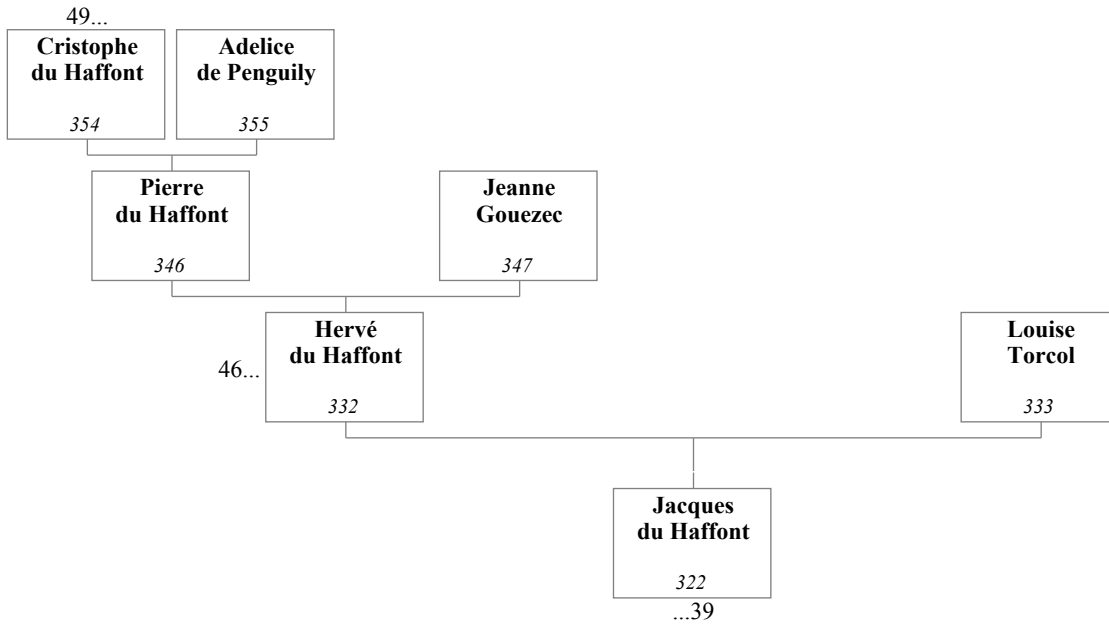 49...
Cristophe
du Haffont
354
Adelice
de Penguily
355
Pierre
du Haffont
346
Jeanne
Gouezec
347
Hervé
du Haffont
332
46...
Louise
Torcol
333
Jacques
du Haffont
322
...39